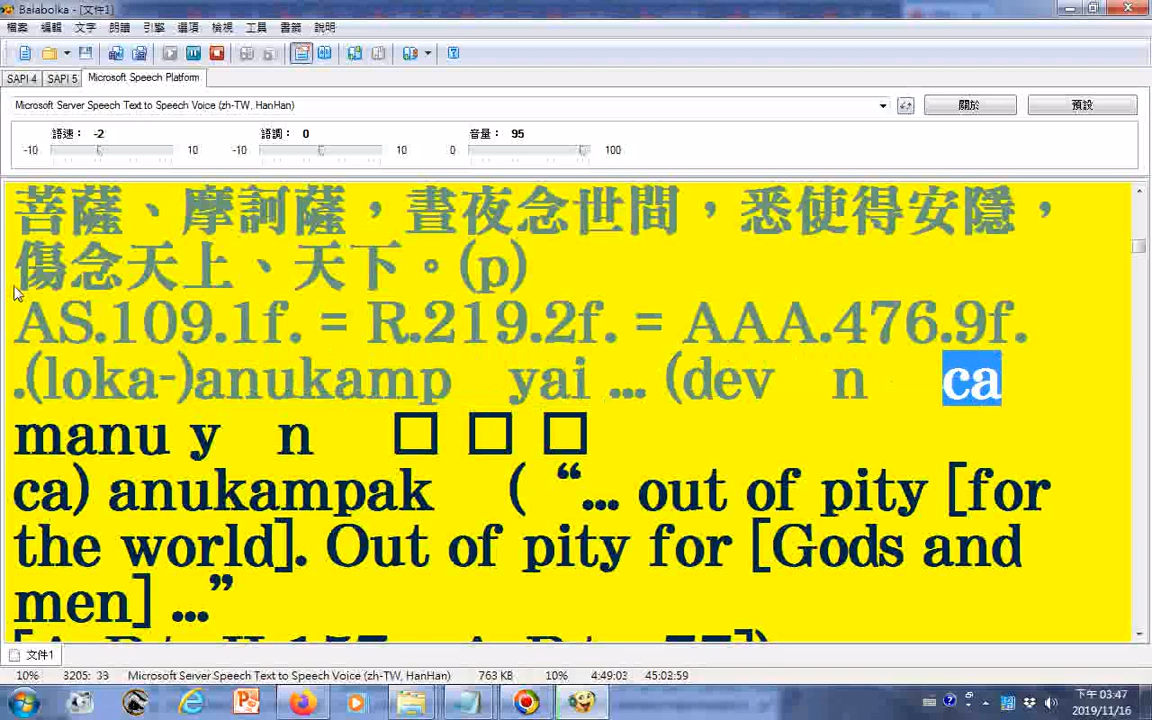 Balabolka - [文件1]
檔案 編輯 文字 朗讀 引擎 選項 檢視 工具 書籤 說明
SAPI 4 SAPI 5 Microsoft Speech Platform
Microsoft Server Speech Text to Speech Voice (zh-TW, HanHan) 關於 預設
語速： -2 語調： 0 音量： 95
-10 10 -10 10 0 100
菩薩、摩訶薩，晝夜念世間，悉使得安隱，
傷念天上、天下。(p)
AS.109.1f. = R.219.2f. = AAA.476.9f.
.(loka-)anukamp yai ... (dev n ca
manu y n □ □ □
ca) anukampak ( “... out of pity [for
the world]. Out of pity for [Gods and
men] ...”
文件1
10% 3205: 33 Microsoft Server Speech Text to Speech Voice (zh-TW, HanHan) 763 KB 10% 4:49:03 45:02:59
下午 03:47
2019/11/16